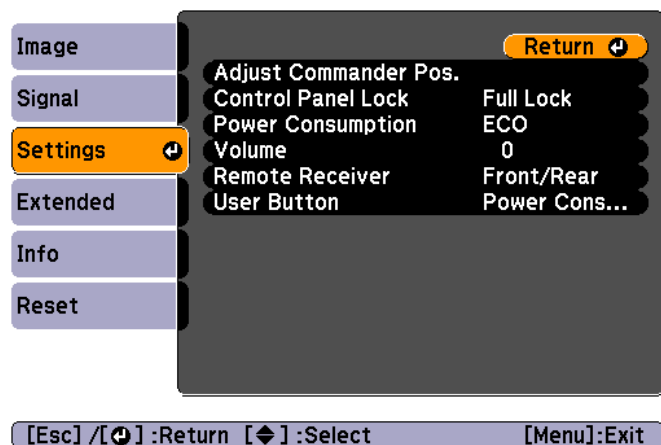 Image
Signal
Settings
Extended
Info
Reset
Return
Adjust Commander Pos.
Control Panel Lock Full Lock
Power Consumption ECO
Volume 0
Remote Receiver Front/Rear
User Button Power Cons...
[Esc] /[⏎] :Return [◆] :Select [Menu]:Exit